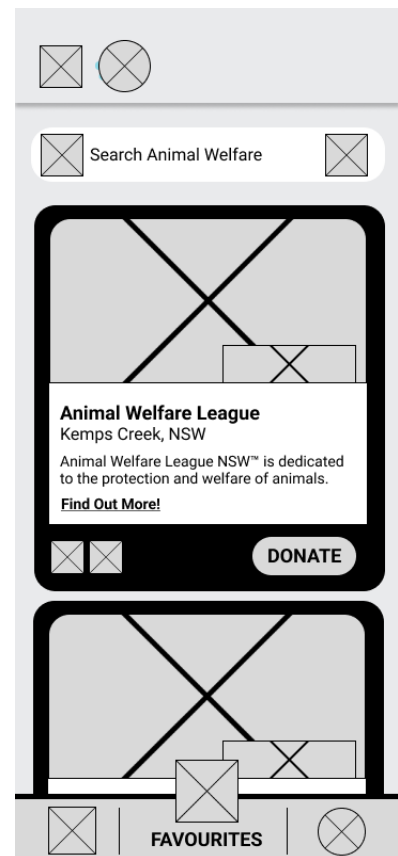 Search Animal Welfare
Animal Welfare League
Kemps Creek, NSW
Animal Welfare League NSW™ is dedicated
to the protection and welfare of animals.
Find Out More!
DONATE
FAVOURITES